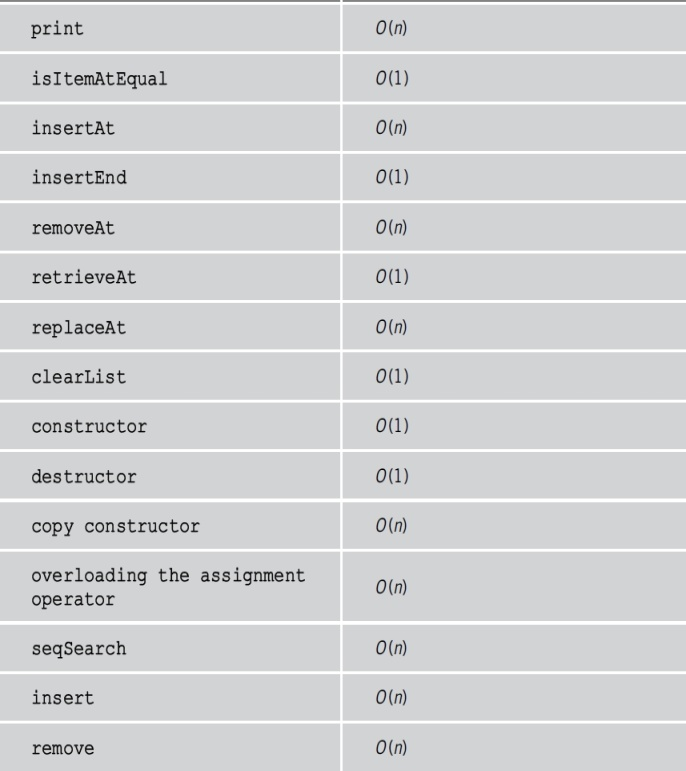 print O(n)
isItemAtEqual O(1)
insertAt O(n)
insertEnd O(1)
removeAt O(n)
retrieveAt O(1)
replaceAt O(n)
clearList O(1)
constructor O(1)
destructor O(1)
copy constructor O(n)
overloading the assignment
operator O(n)
seqSearch O(n)
insert O(n)
remove O(n)